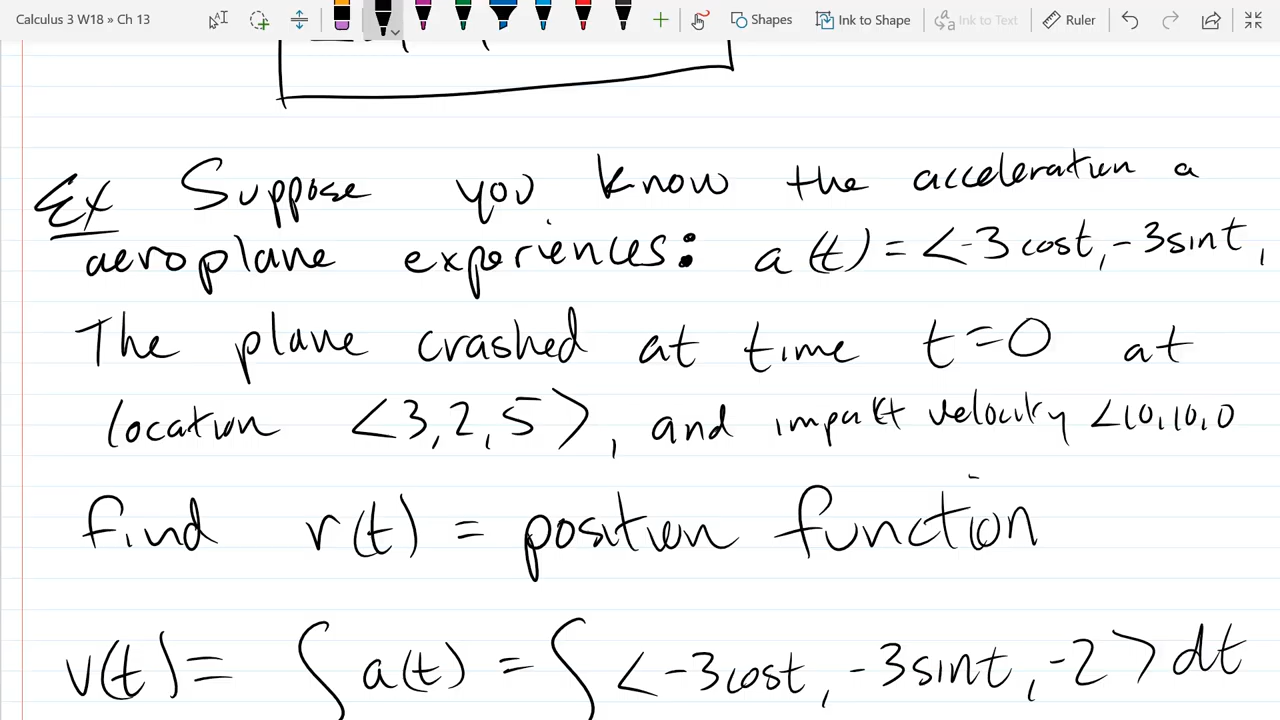 Calculus 3 W18 » Ch 13
Shapes
Ink to Shape
Ink to Text
Ruler
Ex Suppose you know the acceleration a
aeroplane experiences: a(t) = <-3cost, -3sint,
The plane crashed at time t=0 at
location <3,2,5>, and impakt velocity <10,10,0
find r(t) = position function
v(t) = ∫ a(t) = ∫ <-3cost, -3sint, -2> dt